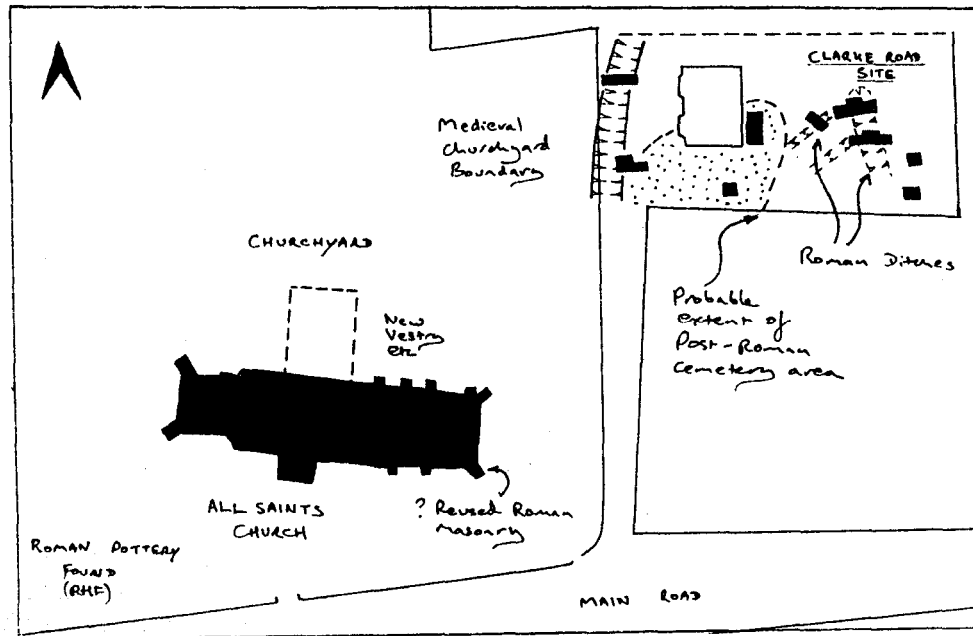 CLARKE ROAD
SITE
Medieval
Churchyard
Boundary
CHURCHYARD
Roman Ditches
New
Vestry
etc
Probable
extent of
Post-Roman
Cemetery area
ALL SAINTS
CHURCH
? Reused Roman
masonry
ROMAN POTTERY
FOUND
(RHF)
MAIN ROAD